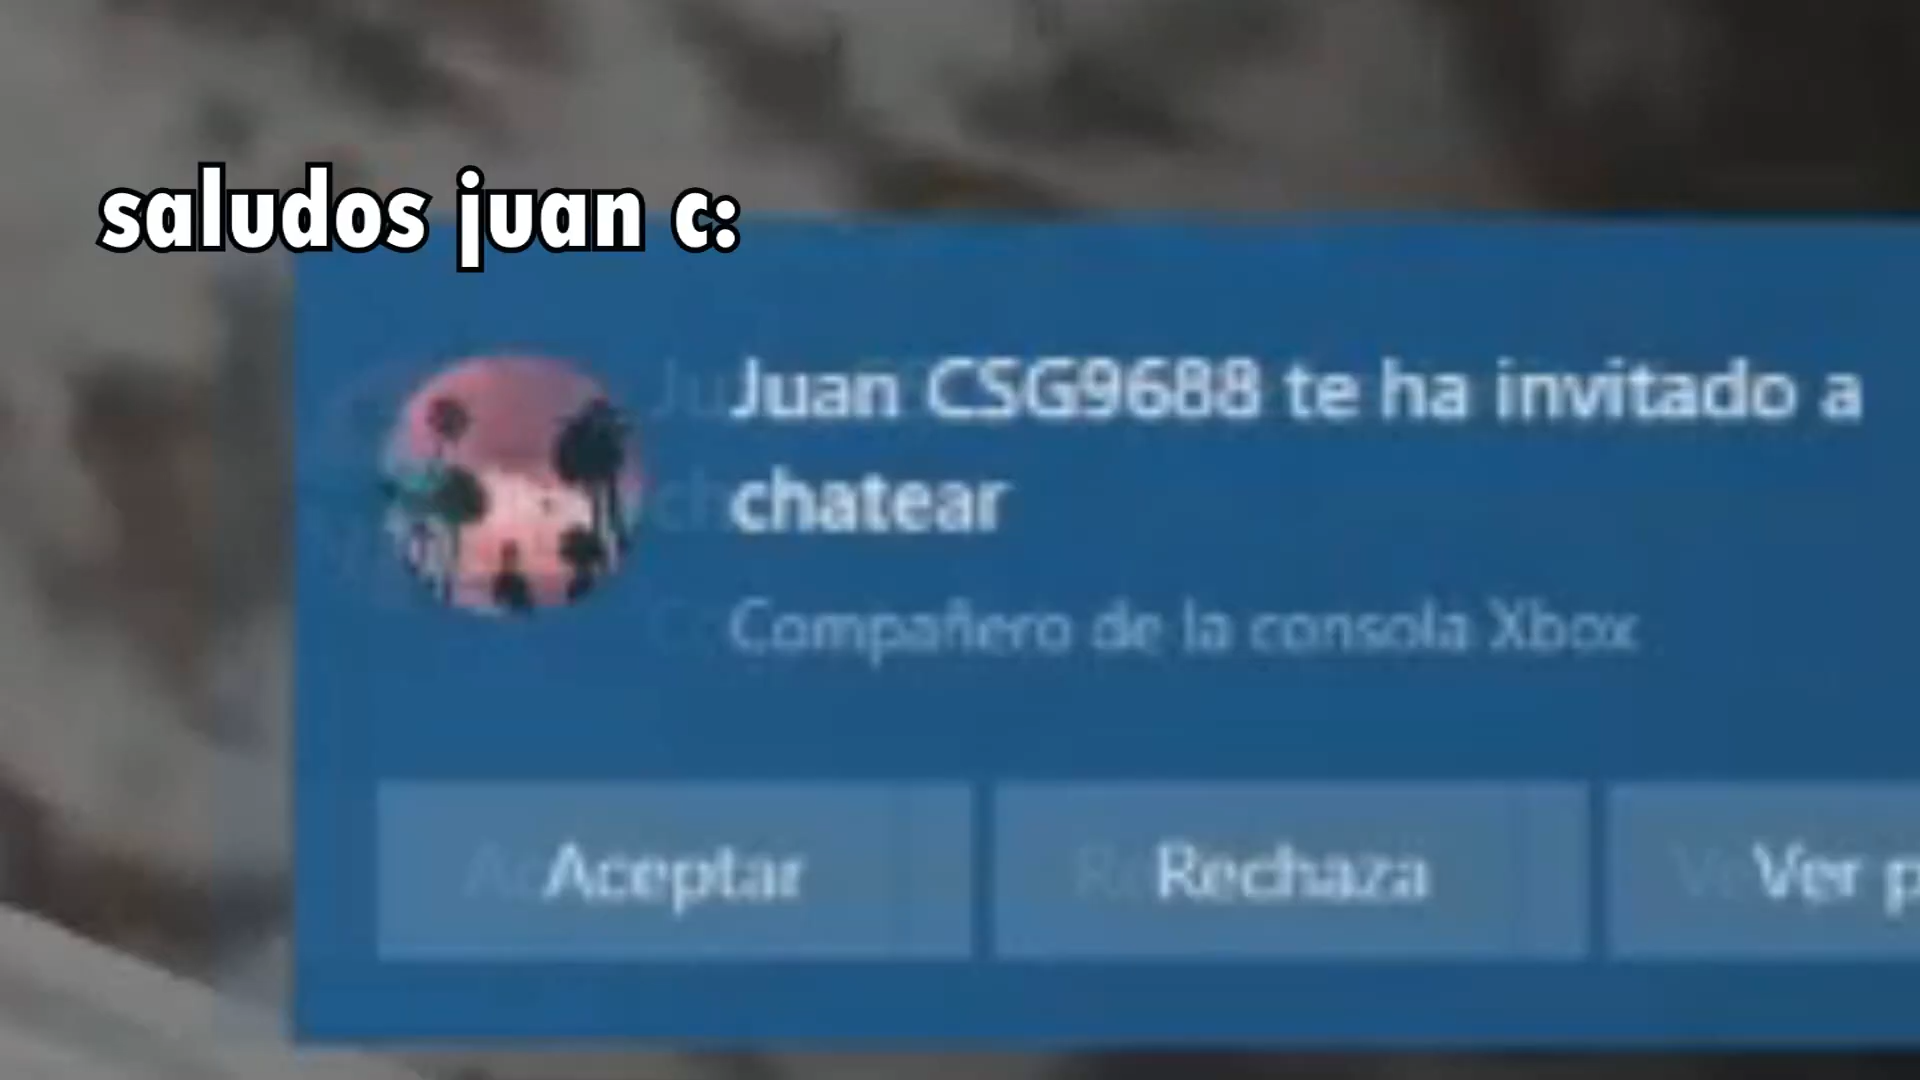 saludos juan c:
Juan CSG9688 te ha invitado a
chatear
Compañero de la consola Xbox
Aceptar
Rechaza
Ver p